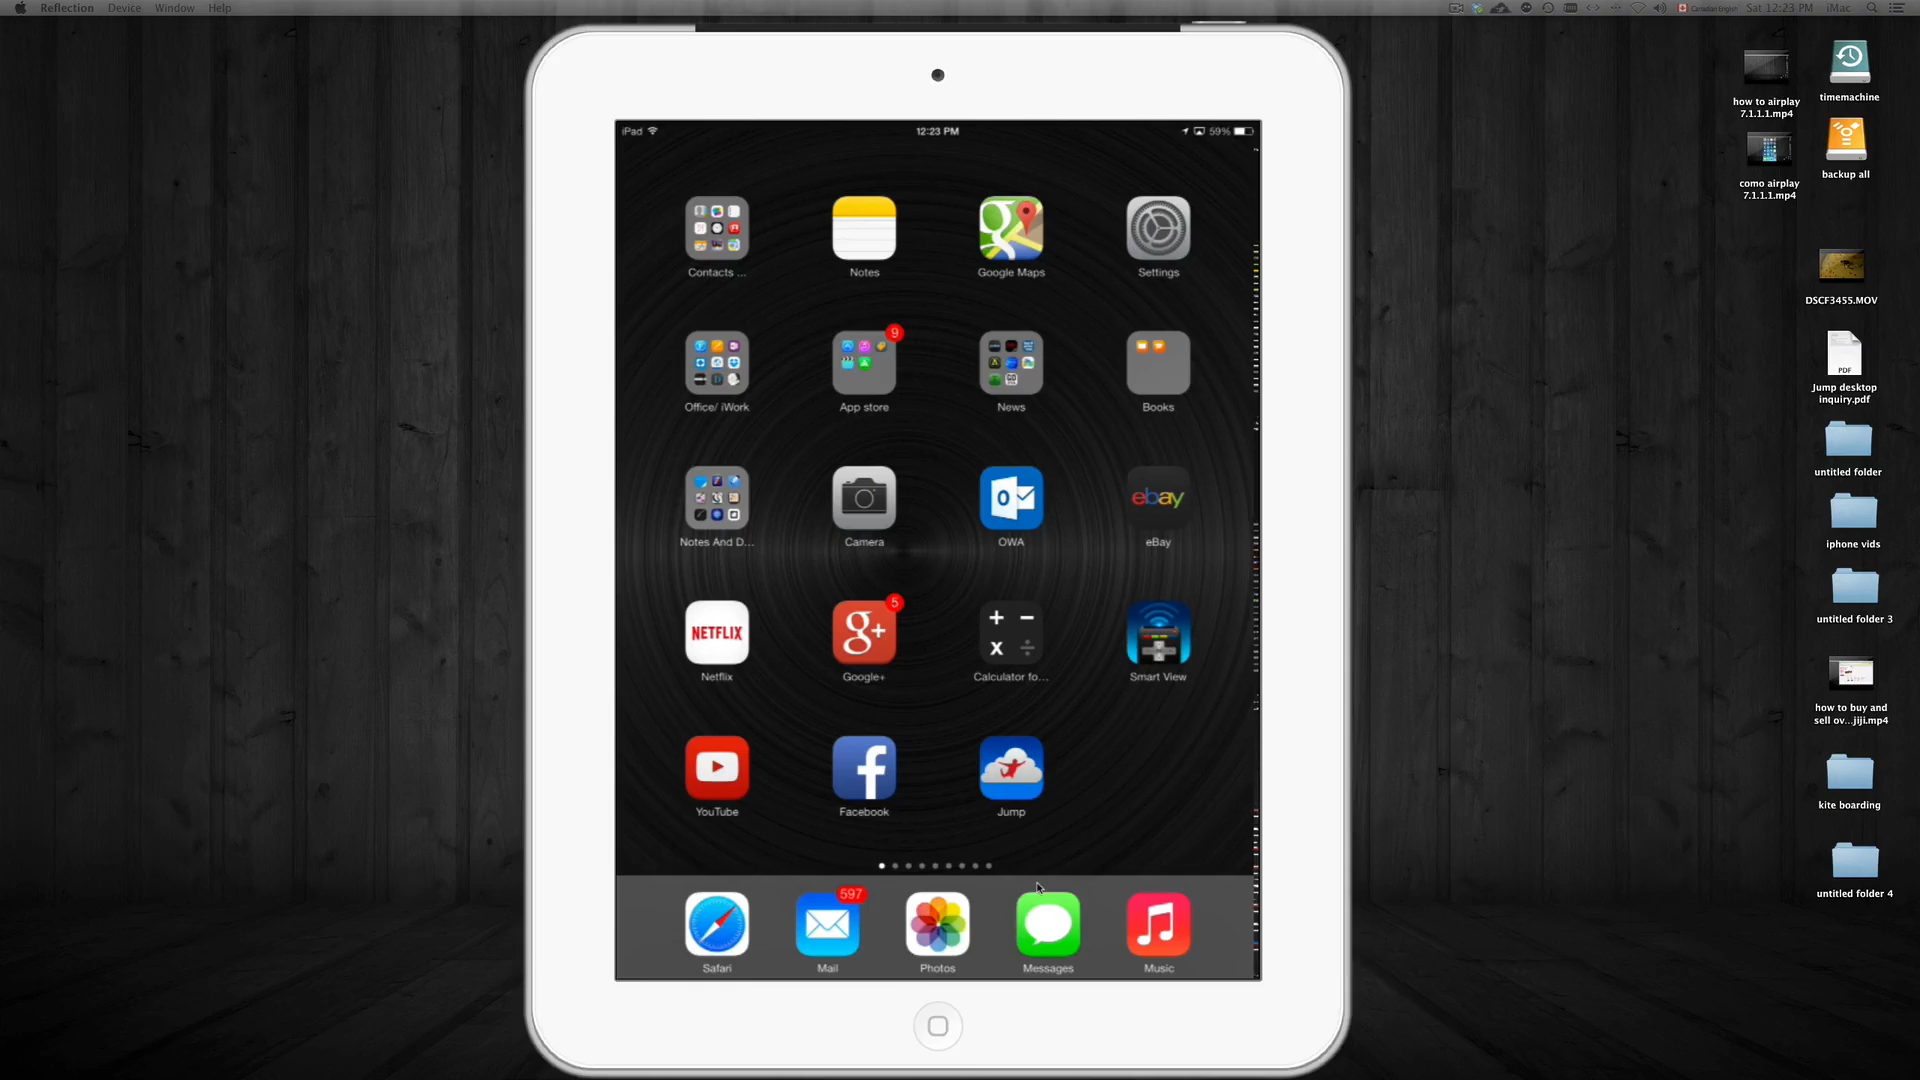 Reflection Device Window Help
Canadian English Sat 12:23 PM iMac
iPad 12:23 PM 59%
Contacts ... Notes Google Maps Settings
9
Office/ iWork App store News Books
Notes And D... Camera OWA eBay
ebay
NETFLIX 5 g+
Netflix Google+ Calculator fo... Smart View
YouTube Facebook Jump
597
Safari Mail Photos Messages Music
how to airplay
7.1.1.1.mp4
timemachine
como airplay
7.1.1.1.mp4
backup all
DSCF3455.MOV
PDF
Jump desktop
inquiry.pdf
untitled folder
iphone vids
untitled folder 3
how to buy and
sell ov...jiji.mp4
kite boarding
untitled folder 4